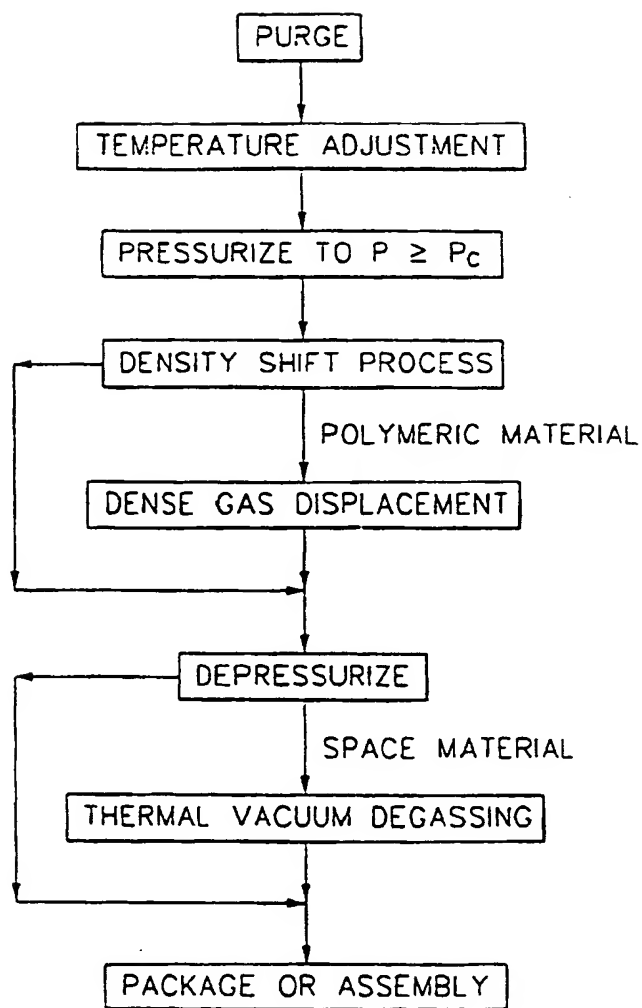 PURGE
TEMPERATURE ADJUSTMENT
PRESSURIZE TO P ≥ Pc
DENSITY SHIFT PROCESS
POLYMERIC MATERIAL
DENSE GAS DISPLACEMENT
DEPRESSURIZE
SPACE MATERIAL
THERMAL VACUUM DEGASSING
PACKAGE OR ASSEMBLY